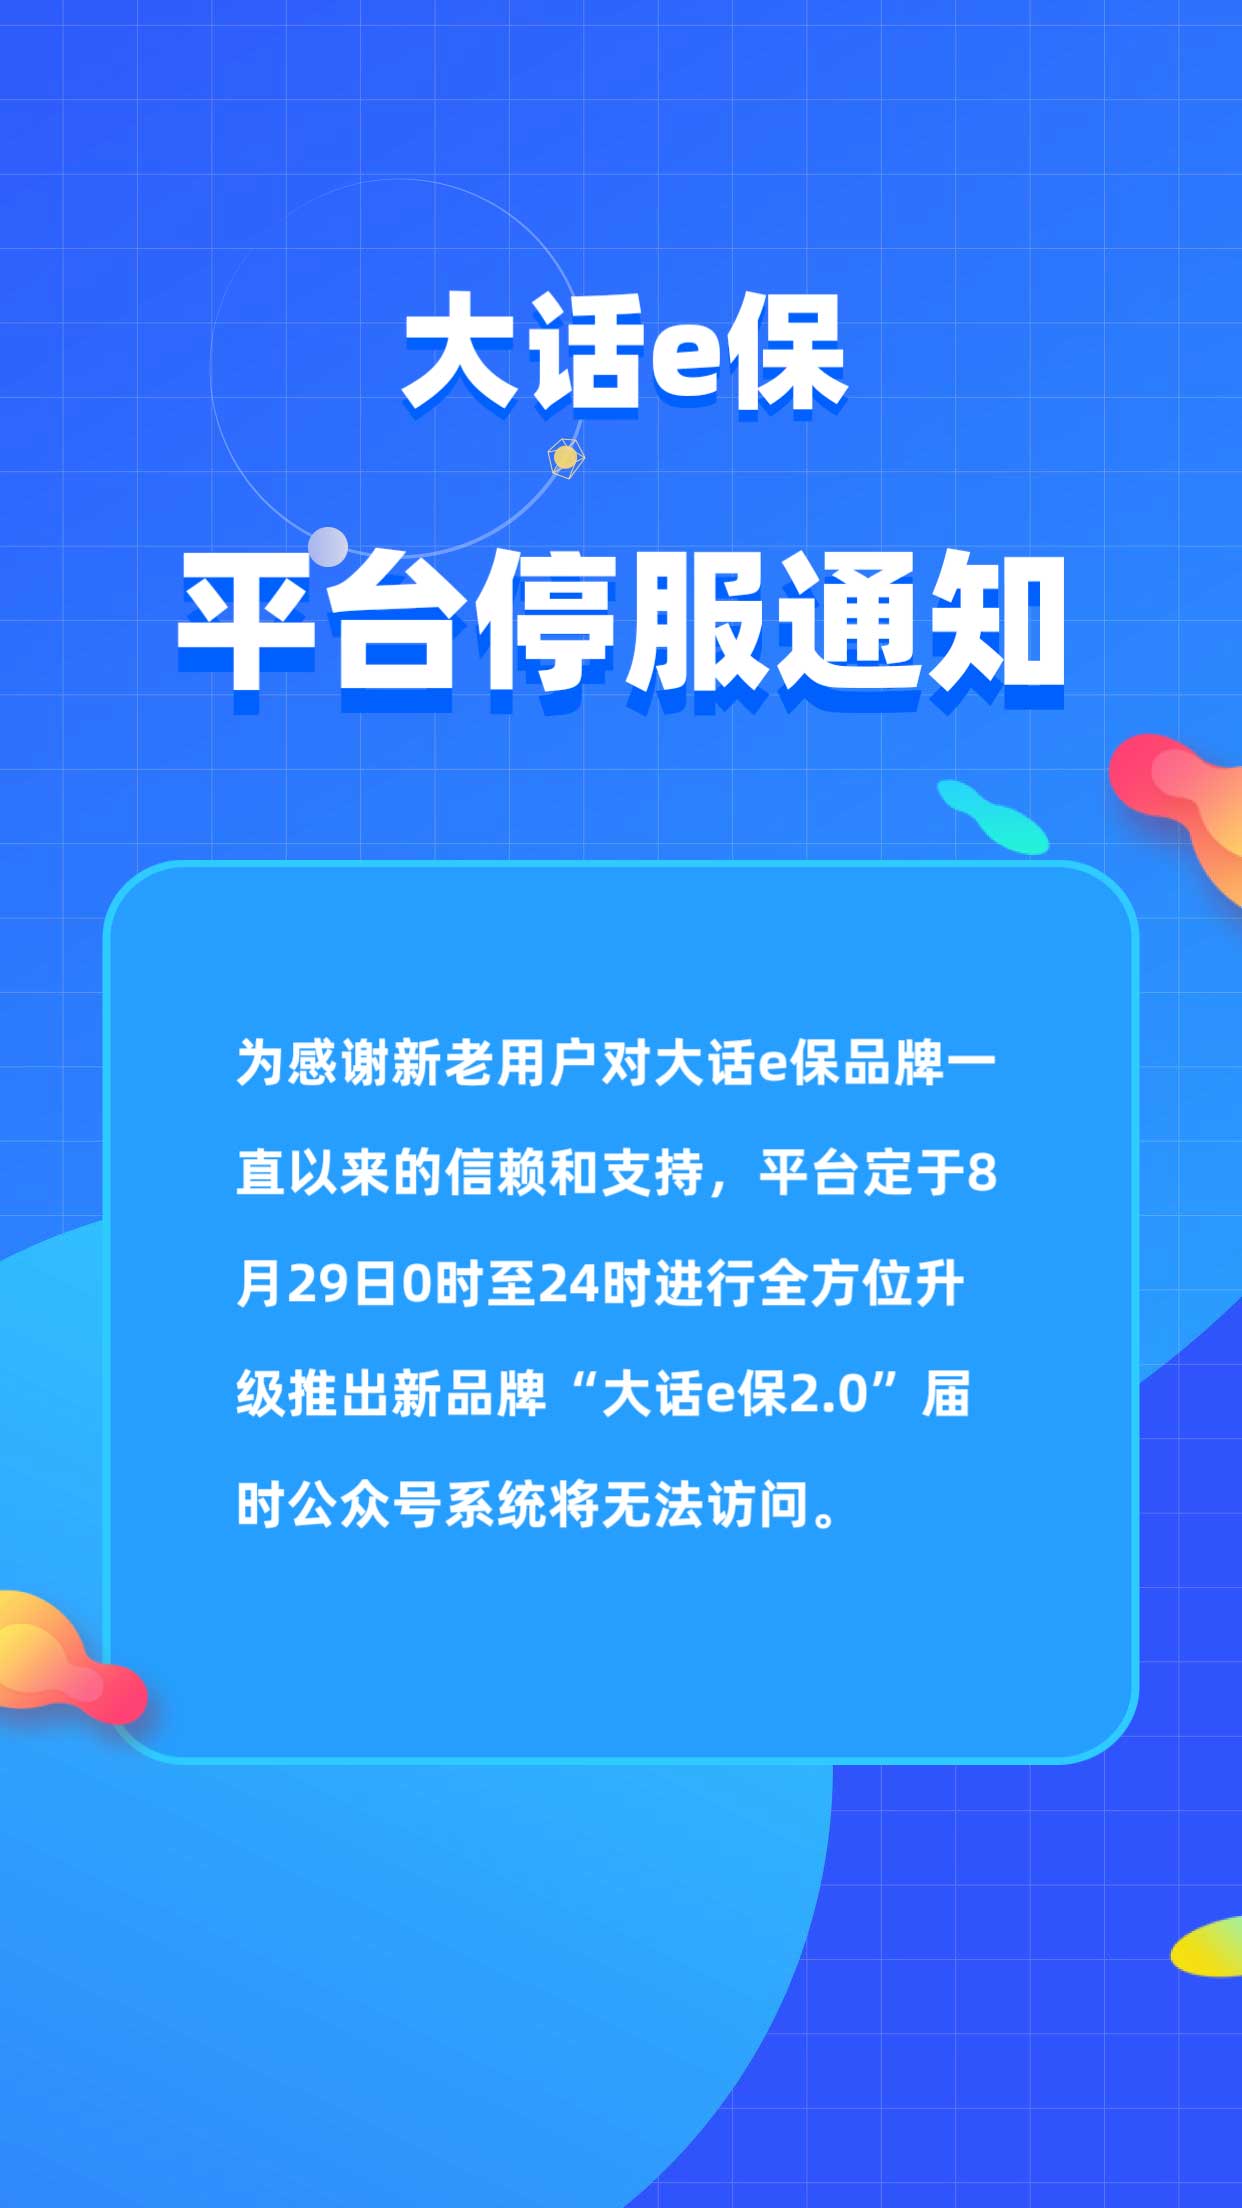 大话e保
平台停服通知
为感谢新老用户对大话e保品牌一
直以来的信赖和支持，平台定于8
月29日0时至24时进行全方位升
级推出新品牌“大话e保2.0”届
时公众号系统将无法访问。